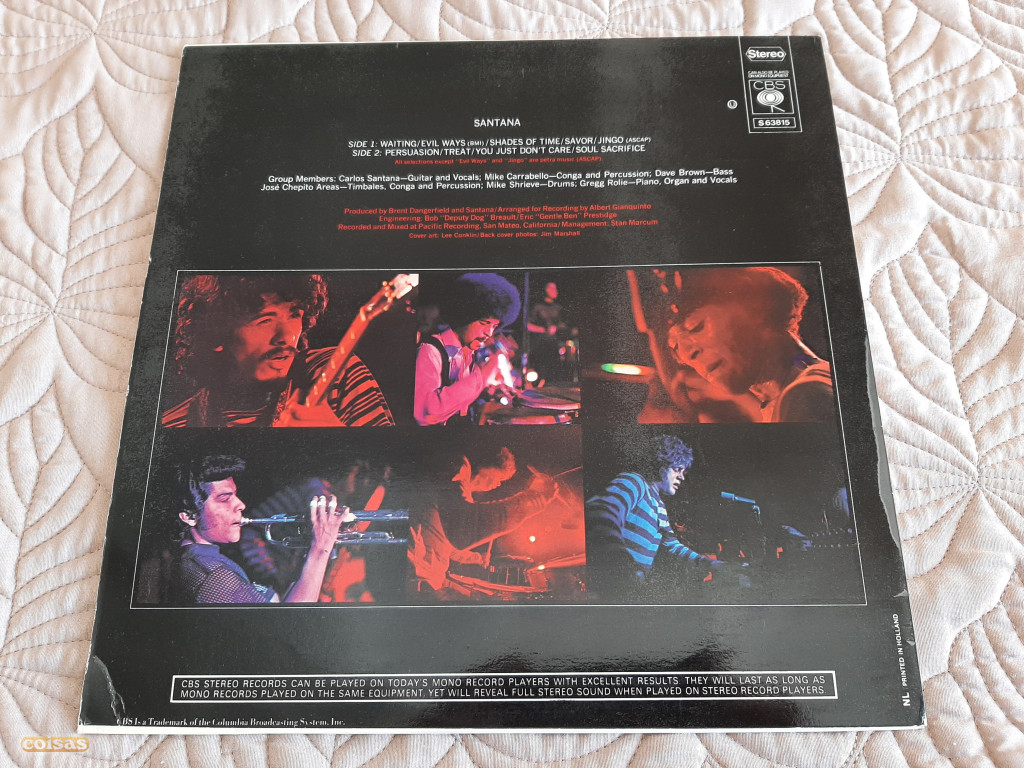 Stereo
CAN ALSO BE PLAYED
ON MONO EQUIPMENT
CBS
S 63815
SANTANA
SIDE 1: WAITING/EVIL WAYS (BMI)/SHADES OF TIME/SAVOR/JINGO (ASCAP)
SIDE 2: PERSUASION/TREAT/YOU JUST DON'T CARE/SOUL SACRIFICE
All selections except "Evil Ways" and "Jingo" are petra music (ASCAP)
Group Members: Carlos Santana—Guitar and Vocals; Mike Carrabello—Conga and Percussion; Dave Brown—Bass
José Chepito Areas—Timbales, Conga and Percussion; Mike Shrieve—Drums; Gregg Rolie—Piano, Organ and Vocals
Produced by Brent Dangerfield and Santana/Arranged for Recording by Albert Gianquinto
Engineering: Bob "Deputy Dog" Breault/Eric "Gentle Ben" Prestidge
Recorded and Mixed at Pacific Recording, San Mateo, California/Management: Stan Marcum
Cover art: Lee Conklin/Back cover photos: Jim Marshall
CBS STEREO RECORDS CAN BE PLAYED ON TODAY'S MONO RECORD PLAYERS WITH EXCELLENT RESULTS. THEY WILL LAST AS LONG AS
MONO RECORDS PLAYED ON THE SAME EQUIPMENT, YET WILL REVEAL FULL STEREO SOUND WHEN PLAYED ON STEREO RECORD PLAYERS
NL PRINTED IN HOLLAND
CBS is a Trademark of the Columbia Broadcasting System, Inc.
coisas